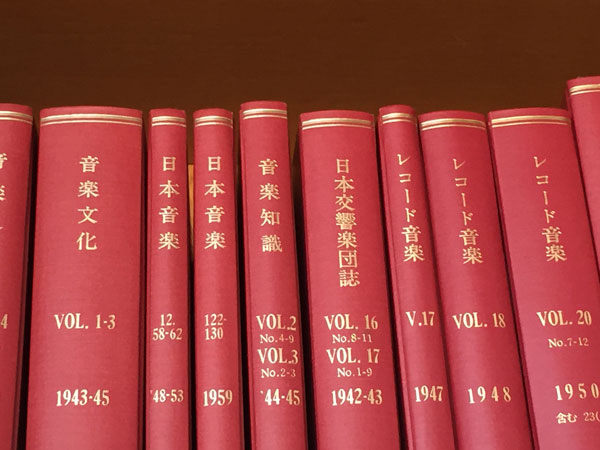 音楽文化
VOL. 1-3
1943-45
日本音楽
12.
58-62
'48-53
日本音楽
122-
130
1959
音楽知識
VOL.2
No.4-9
VOL.3
No.2-3
'44-45
日本交響楽団誌
VOL. 16
No.8-11
VOL. 17
No.1-9
1942-43
レコード音楽
V.17
1947
レコード音楽
VOL. 18
1948
レコード音楽
VOL. 20
No.7-12
1950
含む 23(